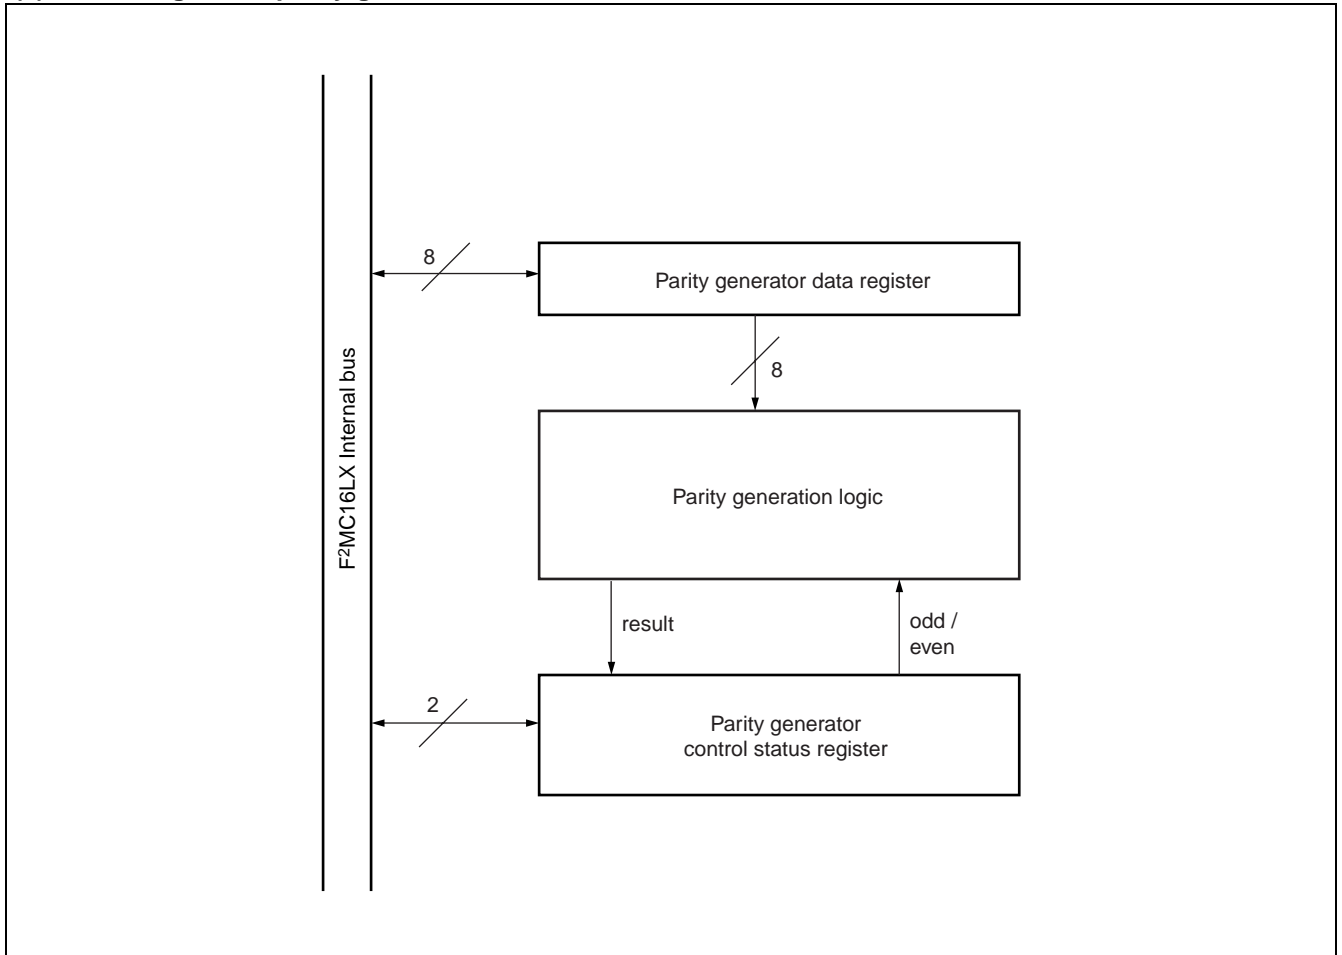 8
Parity generator data register
8
F²MC16LX Internal bus
Parity generation logic
result
odd /
even
2
Parity generator
control status register